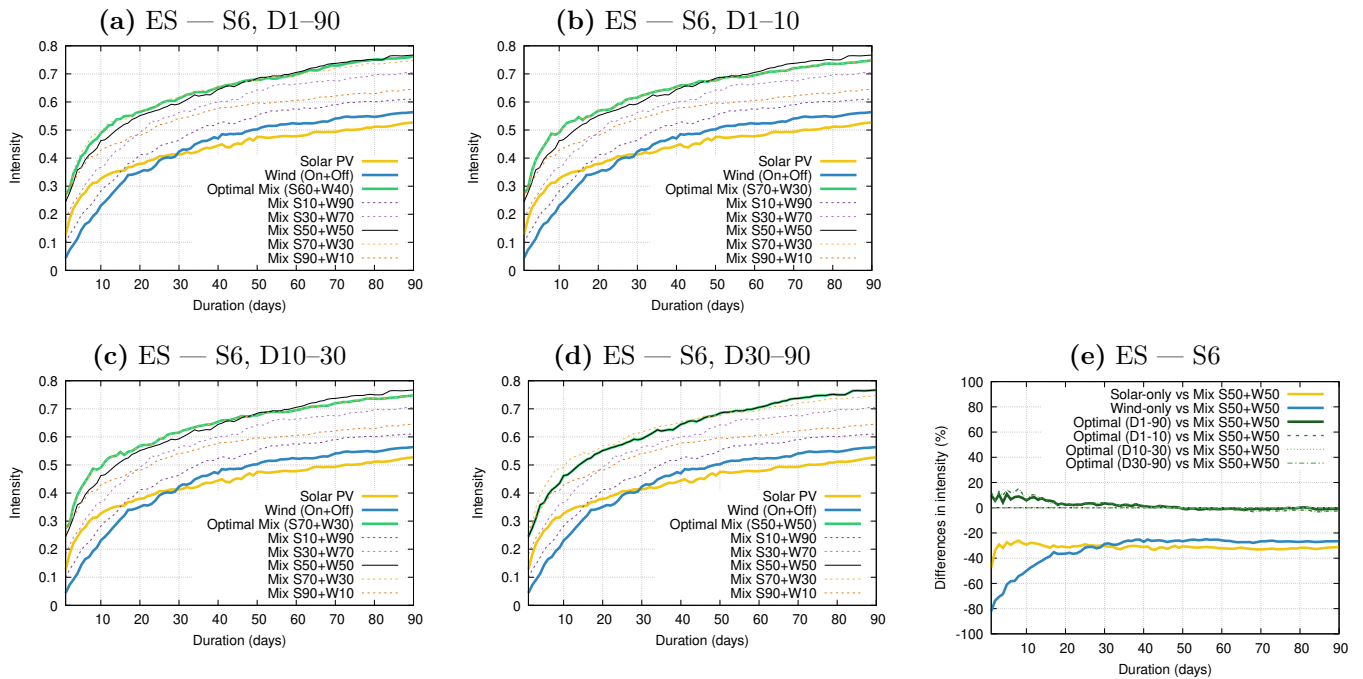 (a) ES — S6, D1–90
0.8
0.7
0.6
0.5
0.4
0.3
0.2
0.1
0
Intensity
Solar PV
Wind (On+Off)
Optimal Mix (S60+W40)
Mix S10+W90
Mix S30+W70
Mix S50+W50
Mix S70+W30
Mix S90+W10
10 20 30 40 50 60 70 80 90
Duration (days)
(b) ES — S6, D1–10
0.8
0.7
0.6
0.5
0.4
0.3
0.2
0.1
0
Intensity
Solar PV
Wind (On+Off)
Optimal Mix (S70+W30)
Mix S10+W90
Mix S30+W70
Mix S50+W50
Mix S70+W30
Mix S90+W10
10 20 30 40 50 60 70 80 90
Duration (days)
(c) ES — S6, D10–30
0.8
0.7
0.6
0.5
0.4
0.3
0.2
0.1
0
Intensity
Solar PV
Wind (On+Off)
Optimal Mix (S70+W30)
Mix S10+W90
Mix S30+W70
Mix S50+W50
Mix S70+W30
Mix S90+W10
10 20 30 40 50 60 70 80 90
Duration (days)
(d) ES — S6, D30–90
0.8
0.7
0.6
0.5
0.4
0.3
0.2
0.1
0
Intensity
Solar PV
Wind (On+Off)
Optimal Mix (S50+W50)
Mix S10+W90
Mix S30+W70
Mix S50+W50
Mix S70+W30
Mix S90+W10
10 20 30 40 50 60 70 80 90
Duration (days)
(e) ES — S6
100
80
60
40
20
0
-20
-40
-60
-80
-100
Differences in intensity (%)
Solar-only vs Mix S50+W50
Wind-only vs Mix S50+W50
Optimal (D1-90) vs Mix S50+W50
Optimal (D1-10) vs Mix S50+W50
Optimal (D10-30) vs Mix S50+W50
Optimal (D30-90) vs Mix S50+W50
10 20 30 40 50 60 70 80 90
Duration (days)